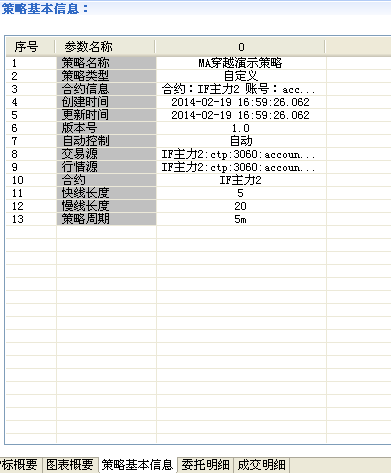 策略基本信息：
序号 参数名称 0
1 策略名称 MA穿越演示策略
2 策略类型 自定义
3 合约信息 合约：IF主力2 账号：acc...
4 创建时间 2014-02-19 16:59:26.062
5 更新时间 2014-02-19 16:59:26.062
6 版本号 1.0
7 自动控制 自动
8 交易源 IF主力2:ctp:3060:accoun...
9 行情源 IF主力2:ctp:3060:accoun...
10 合约 IF主力2
11 快线长度 5
12 慢线长度 20
13 策略周期 5m
标概要 图表概要 策略基本信息 委托明细 成交明细